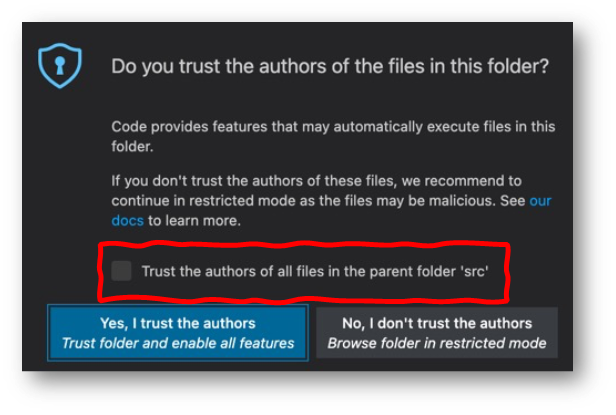 Do you trust the authors of the files in this folder?
Code provides features that may automatically execute files in this
folder.
If you don't trust the authors of these files, we recommend to
continue in restricted mode as the files may be malicious. See our
docs to learn more.
Trust the authors of all files in the parent folder 'src'
Yes, I trust the authors
Trust folder and enable all features
No, I don't trust the authors
Browse folder in restricted mode